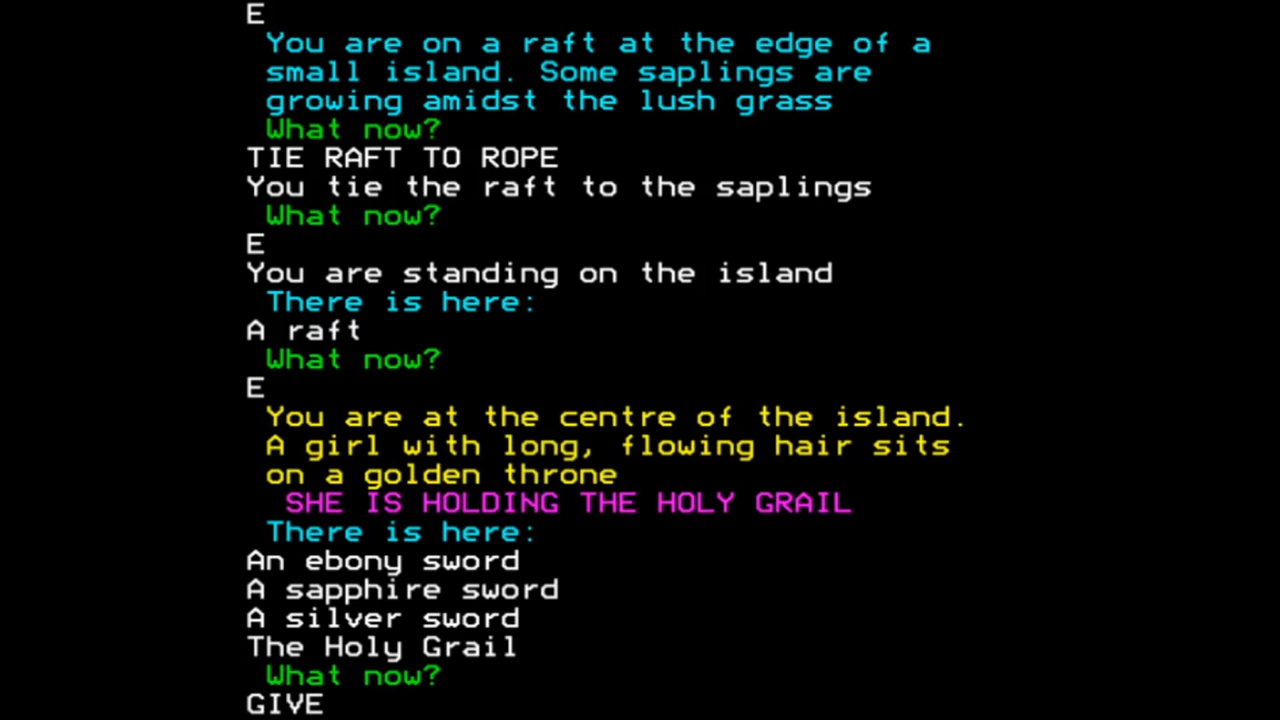 E
You are on a raft at the edge of a
small island. Some saplings are
growing amidst the lush grass
What now?
TIE RAFT TO ROPE
You tie the raft to the saplings
What now?
E
You are standing on the island
There is here:
A raft
What now?
E
You are at the centre of the island.
A girl with long, flowing hair sits
on a golden throne
SHE IS HOLDING THE HOLY GRAIL
There is here:
An ebony sword
A sapphire sword
A silver sword
The Holy Grail
What now?
GIVE